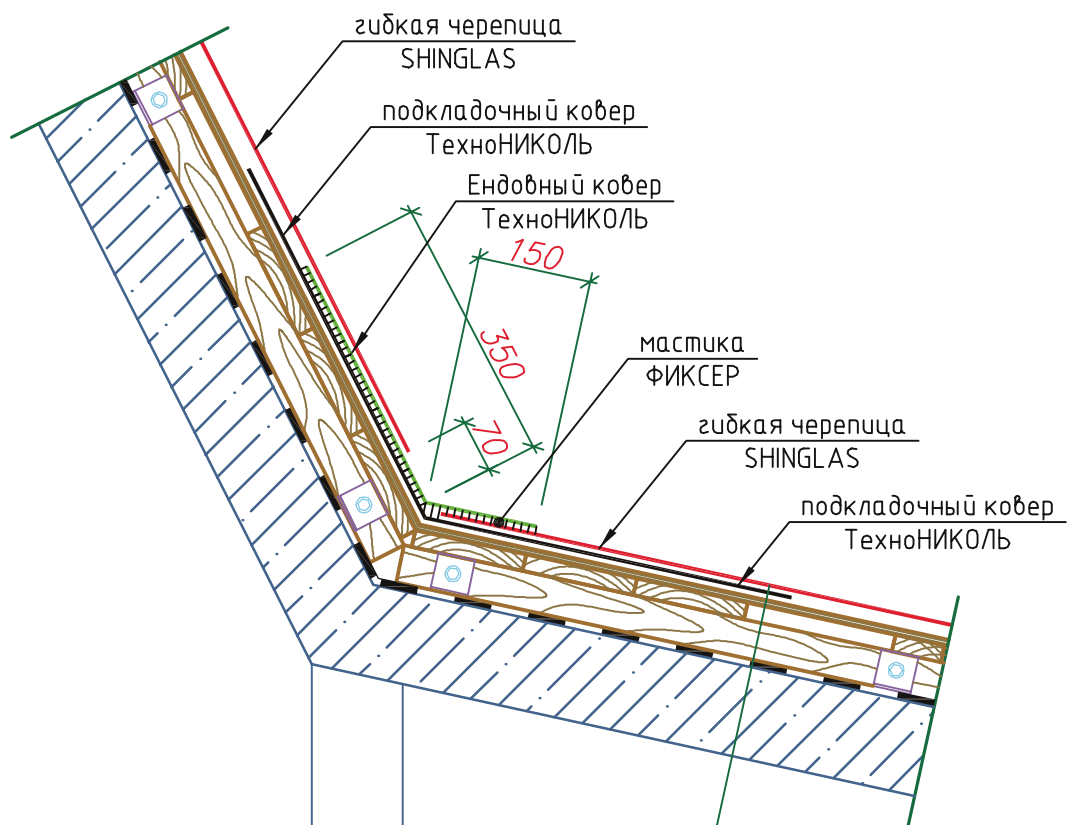 гибкая черепица
SHINGLAS
подкладочный ковер
ТехноНИКОЛЬ
Ендовный ковер
ТехноНИКОЛЬ
150
350
70
мастика
ФИКСЕР
гибкая черепица
SHINGLAS
подкладочный ковер
ТехноНИКОЛЬ